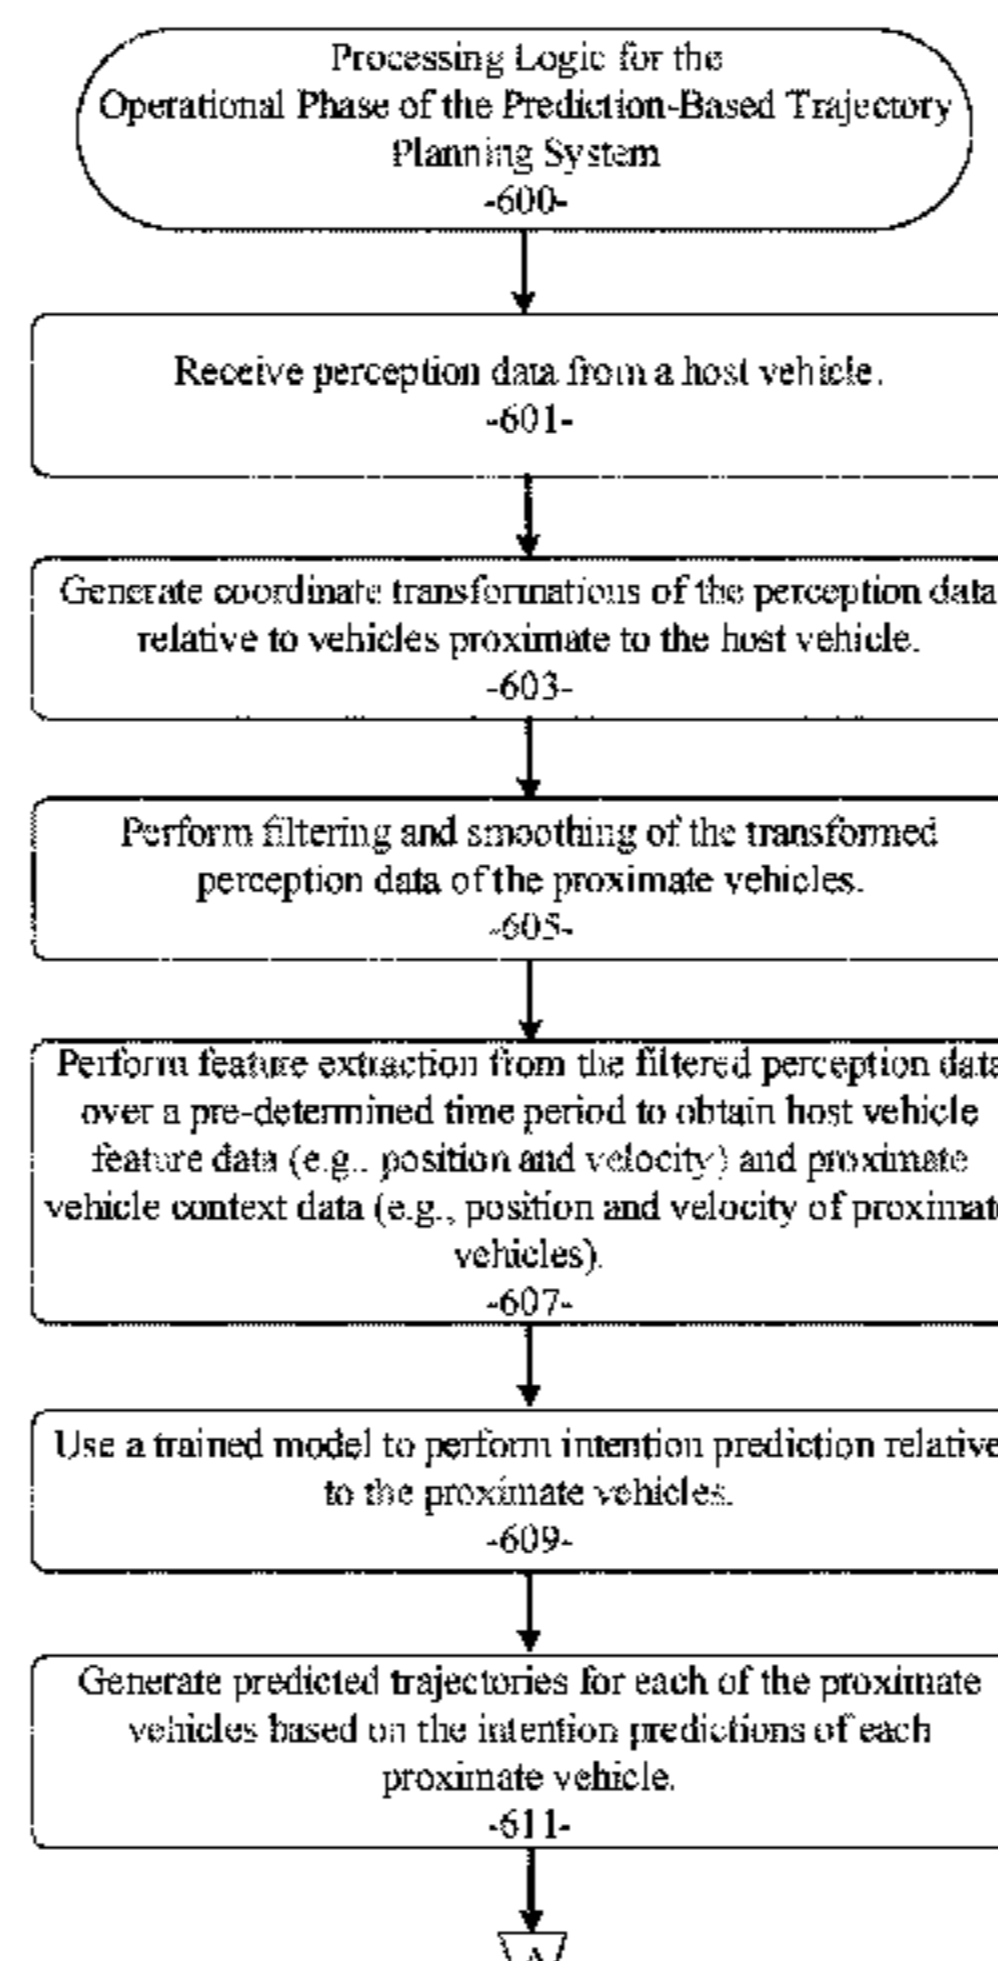 Processing Logic for the
Operational Phase of the Prediction-Based Trajectory
Planning System
-600-
Receive perception data from a host vehicle.
-601-
Generate coordinate transformations of the perception data
relative to vehicles proximate to the host vehicle.
-603-
Perform filtering and smoothing of the transformed
perception data of the proximate vehicles.
-605-
Perform feature extraction from the filtered perception data
over a pre-determined time period to obtain host vehicle
feature data (e.g., position and velocity) and proximate
vehicle context data (e.g., position and velocity of proximat
vehicles).
-607-
Use a trained model to perform intention prediction relative
to the proximate vehicles.
-609-
Generate predicted trajectories for each of the proximate
vehicles based on the intention predictions of each
proximate vehicle.
-611-
A